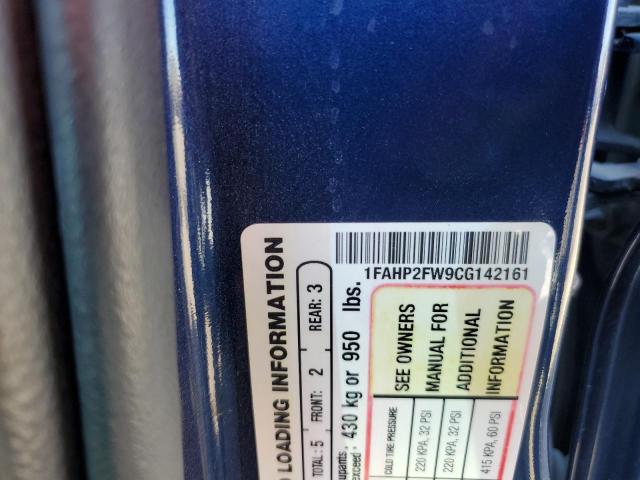 1FAHP2FW9CG142161
LOADING INFORMATION
TOTAL: 5 FRONT: 2 REAR: 3
430 kg or 950 lbs.
SEE OWNERS
MANUAL FOR
ADDITIONAL
INFORMATION
COLD TIRE PRESSURE
220 KPA, 32 PSI
220 KPA, 32 PSI
415 KPA, 60 PSI